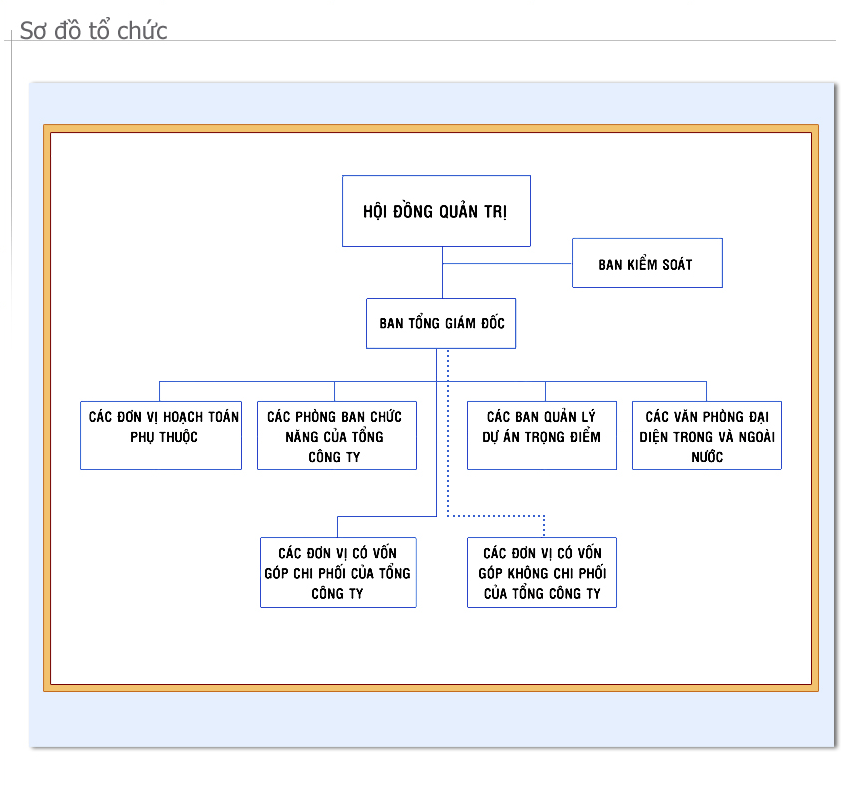 Sơ đồ tổ chức
HỘI ĐỒNG QUẢN TRỊ
BAN KIỂM SOÁT
BAN TỔNG GIÁM ĐỐC
CÁC ĐƠN VỊ HOẠCH TOÁN
PHỤ THUỘC
CÁC PHÒNG BAN CHỨC
NĂNG CỦA TỔNG
CÔNG TY
CÁC BAN QUẢN LÝ
DỰ ÁN TRỌNG ĐIỂM
CÁC VĂN PHÒNG ĐẠI
DIỆN TRONG VÀ NGOÀI
NƯỚC
CÁC ĐƠN VỊ CÓ VỐN
GÓP CHI PHỐI CỦA TỔNG
CÔNG TY
CÁC ĐƠN VỊ CÓ VỐN
GÓP KHÔNG CHI PHỐI
CỦA TỔNG CÔNG TY